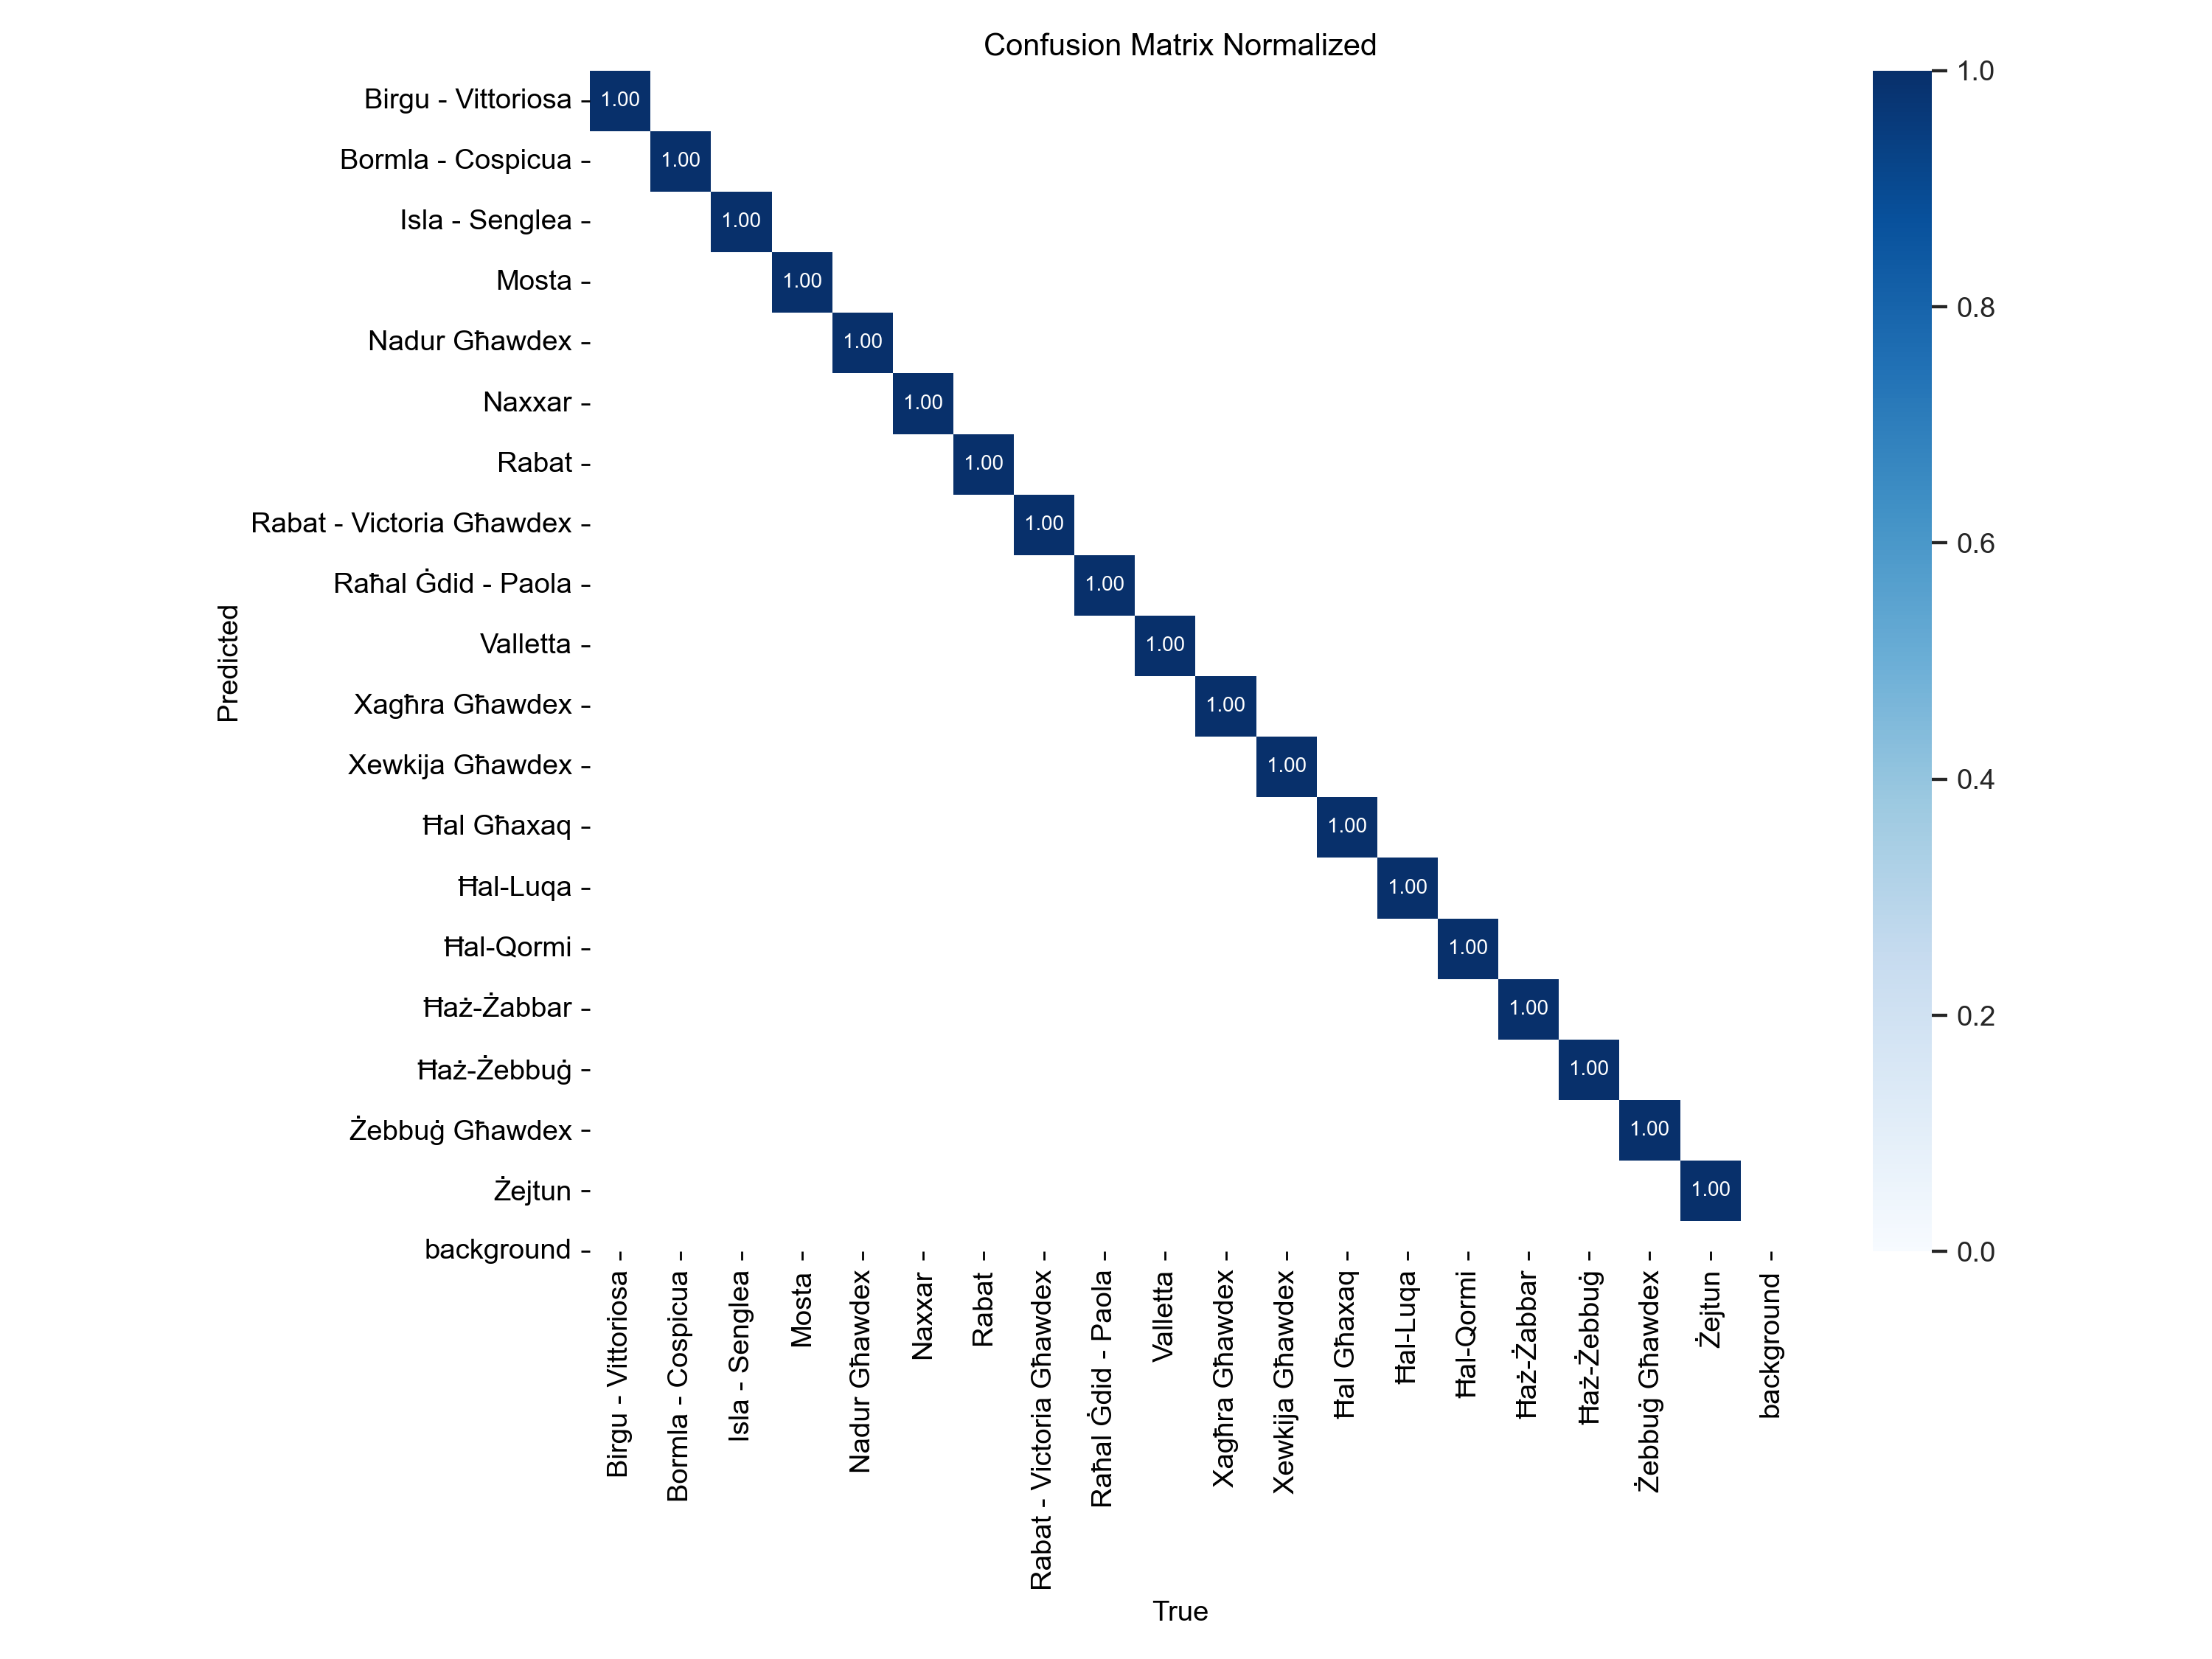 Confusion Matrix Normalized
Birgu - Vittoriosa
1.00
Bormla - Cospicua
1.00
Isla - Senglea
1.00
Mosta
1.00
Nadur Għawdex
1.00
Naxxar
1.00
Rabat
1.00
Rabat - Victoria Għawdex
1.00
Raħal Ġdid - Paola
1.00
Valletta
1.00
Xagħra Għawdex
1.00
Xewkija Għawdex
1.00
Ħal Għaxaq
1.00
Ħal-Luqa
1.00
Ħal-Qormi
1.00
Ħaż-Żabbar
1.00
Ħaż-Żebbuġ
1.00
Żebbuġ Għawdex
1.00
Żejtun
1.00
background
Predicted
1.0
0.8
0.6
0.4
0.2
0.0
Birgu - Vittoriosa
Bormla - Cospicua
Isla - Senglea
Mosta
Nadur Għawdex
Naxxar
Rabat
Rabat - Victoria Għawdex
Raħal Ġdid - Paola
Valletta
Xagħra Għawdex
Xewkija Għawdex
Ħal Għaxaq
Ħal-Luqa
Ħal-Qormi
Ħaż-Żabbar
Ħaż-Żebbuġ
Żebbuġ Għawdex
Żejtun
background
True